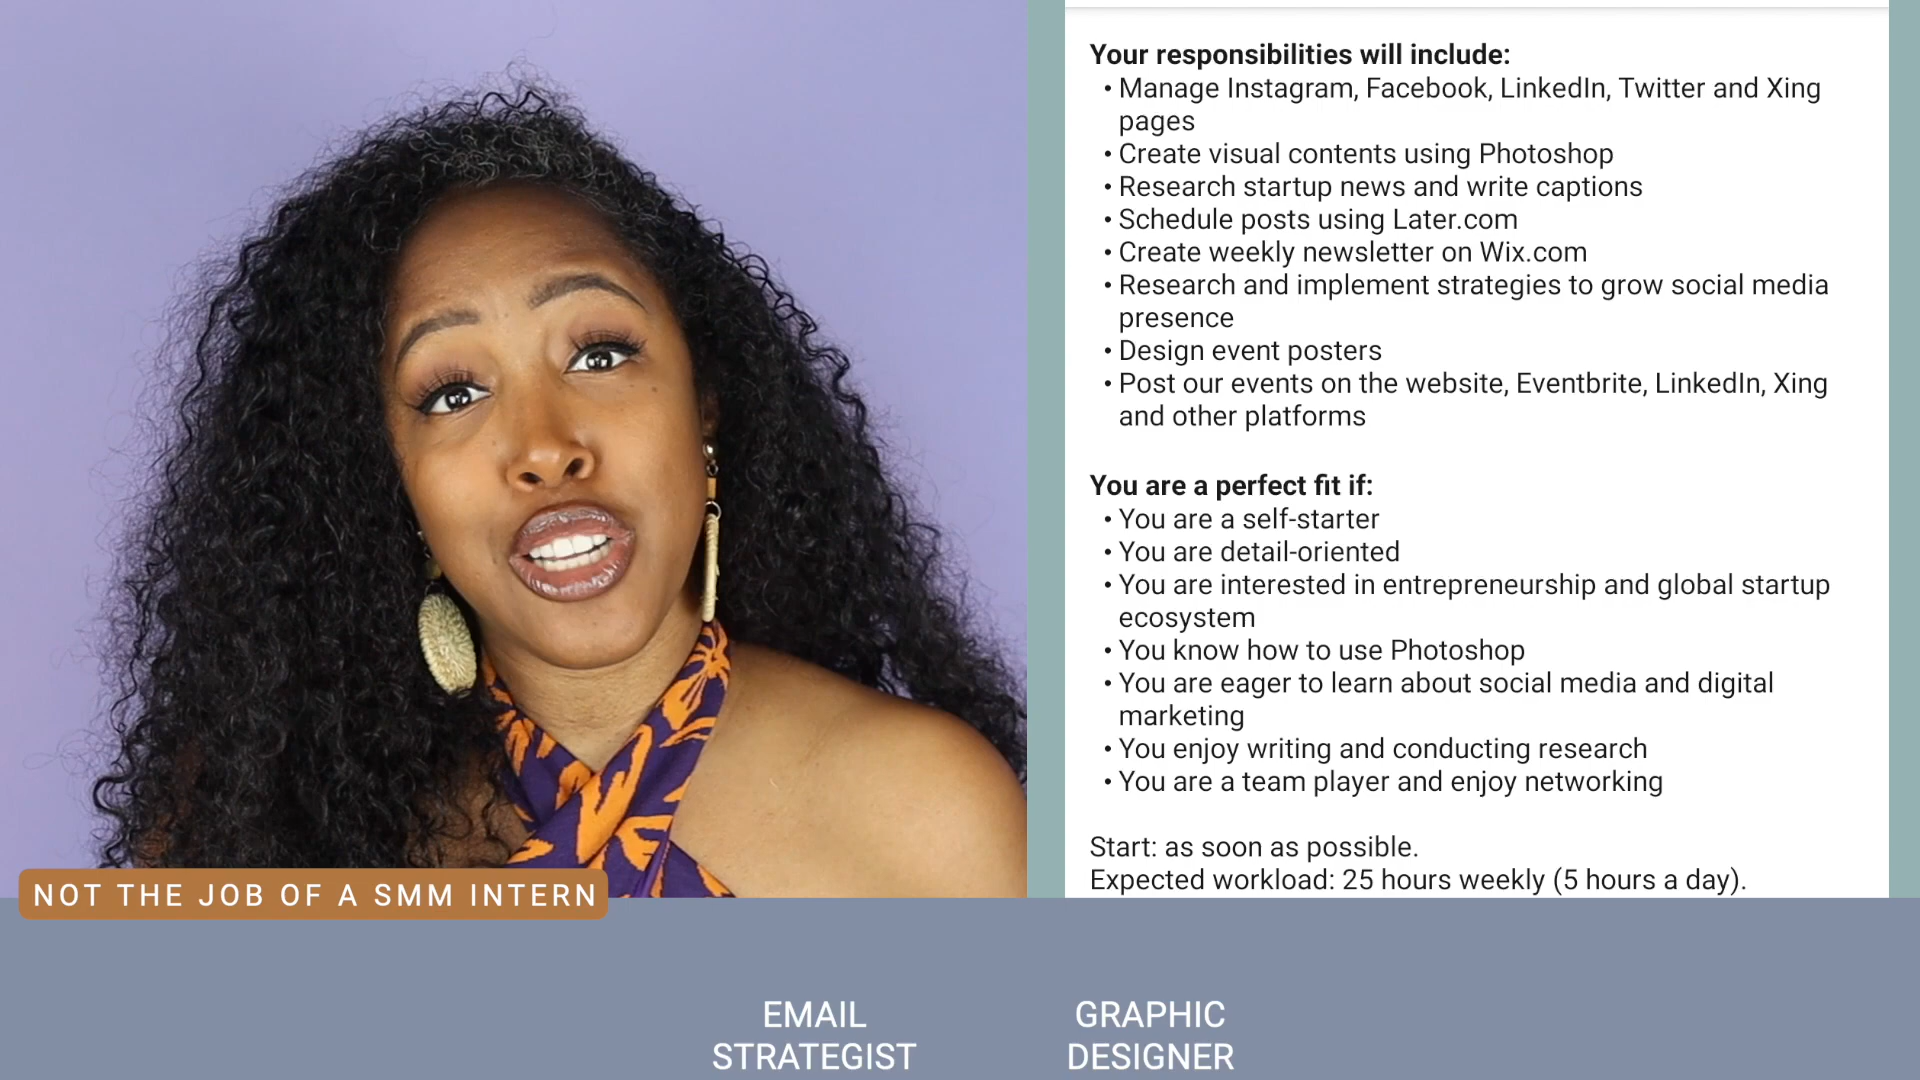 Your responsibilities will include:
• Manage Instagram, Facebook, LinkedIn, Twitter and Xing
pages
• Create visual contents using Photoshop
• Research startup news and write captions
• Schedule posts using Later.com
• Create weekly newsletter on Wix.com
• Research and implement strategies to grow social media
presence
• Design event posters
• Post our events on the website, Eventbrite, LinkedIn, Xing
and other platforms
You are a perfect fit if:
• You are a self-starter
• You are detail-oriented
• You are interested in entrepreneurship and global startup
ecosystem
• You know how to use Photoshop
• You are eager to learn about social media and digital
marketing
• You enjoy writing and conducting research
• You are a team player and enjoy networking
Start: as soon as possible.
Expected workload: 25 hours weekly (5 hours a day).
NOT THE JOB OF A SMM INTERN
EMAIL
STRATEGIST
GRAPHIC
DESIGNER